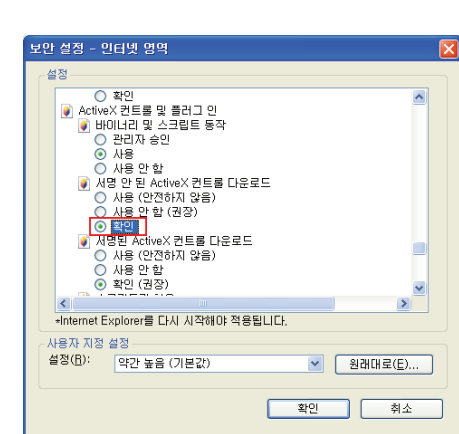 보안 설정 - 인터넷 영역
설정
확인
ActiveX 컨트롤 및 플러그 인
바이너리 및 스크립트 동작
관리자 승인
사용
사용 안 함
서명 안 된 ActiveX 컨트롤 다운로드
사용 (안전하지 않음)
사용 안 함 (권장)
확인
서명된 ActiveX 컨트롤 다운로드
사용 (안전하지 않음)
사용 안 함
확인 (권장)
*Internet Explorer를 다시 시작해야 적용됩니다.
사용자 지정 설정
설정(R): 약간 높음 (기본값) 원래대로(E)...
확인 취소